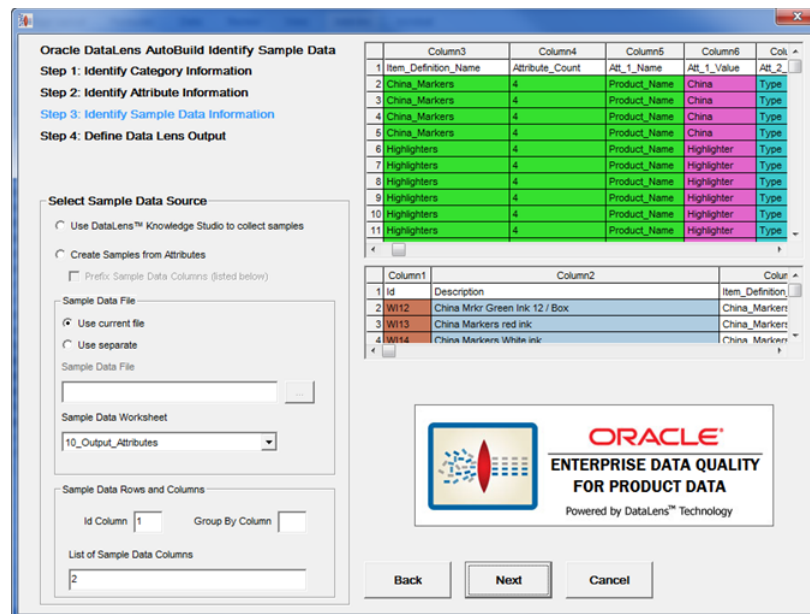 Oracle DataLens AutoBuild Identify Sample Data
Step 1: Identify Category Information
Step 2: Identify Attribute Information
Step 3: Identify Sample Data Information
Step 4: Define Data Lens Output
Select Sample Data Source
Use DataLens™ Knowledge Studio to collect samples
Create Samples from Attributes
Prefix Sample Data Columns (listed below)
Sample Data File
Use current file
Use separate
Sample Data File
...
Sample Data Worksheet
10_Output_Attributes
Sample Data Rows and Columns
Id Column 1 Group By Column
List of Sample Data Columns
2
Column3 Column4 Column5 Column6
1 Item_Definition_Name Attribute_Count Att_1_Name Att_1_Value Att_2_
2 China_Markers 4 Product_Name China Type
3 China_Markers 4 Product_Name China Type
4 China_Markers 4 Product_Name China Type
5 China_Markers 4 Product_Name China Type
6 Highlighters 4 Product_Name Highlighter Type
7 Highlighters 4 Product_Name Highlighter Type
8 Highlighters 4 Product_Name Highlighter Type
9 Highlighters 4 Product_Name Highlighter Type
10 Highlighters 4 Product_Name Highlighter Type
11 Highlighters 4 Product_Name Highlighter Type
Column1 Column2
1 Id Description Item_Definition_
2 WI12 China Mrkr Green Ink 12 / Box China_Markers
3 WI13 China Markers red ink China_Markers
4 WI14 China Markers White ink China_Markers
ORACLE®
ENTERPRISE DATA QUALITY
FOR PRODUCT DATA
Powered by DataLens™ Technology
Back Next Cancel